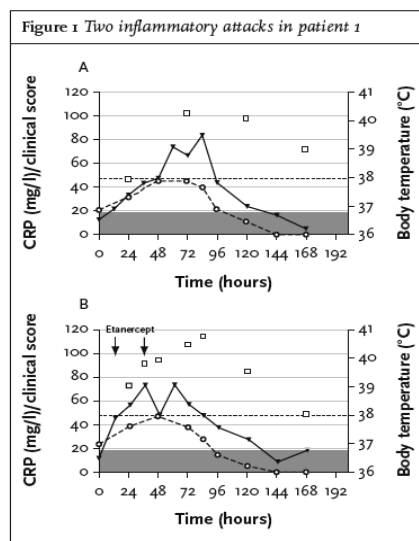 Figure 1 Two inflammatory attacks in patient 1
A
CRP (mg/l)/clinical score
120
100
80
60
40
20
0
41
40
39
38
37
36
Body temperature (°C)
0 24 48 72 96 120 144 168 192
Time (hours)
B
Etanercept
CRP (mg/l)/clinical score
120
100
80
60
40
20
0
41
40
39
38
37
36
Body temperature (°C)
0 24 48 72 96 120 144 168 192
Time (hours)